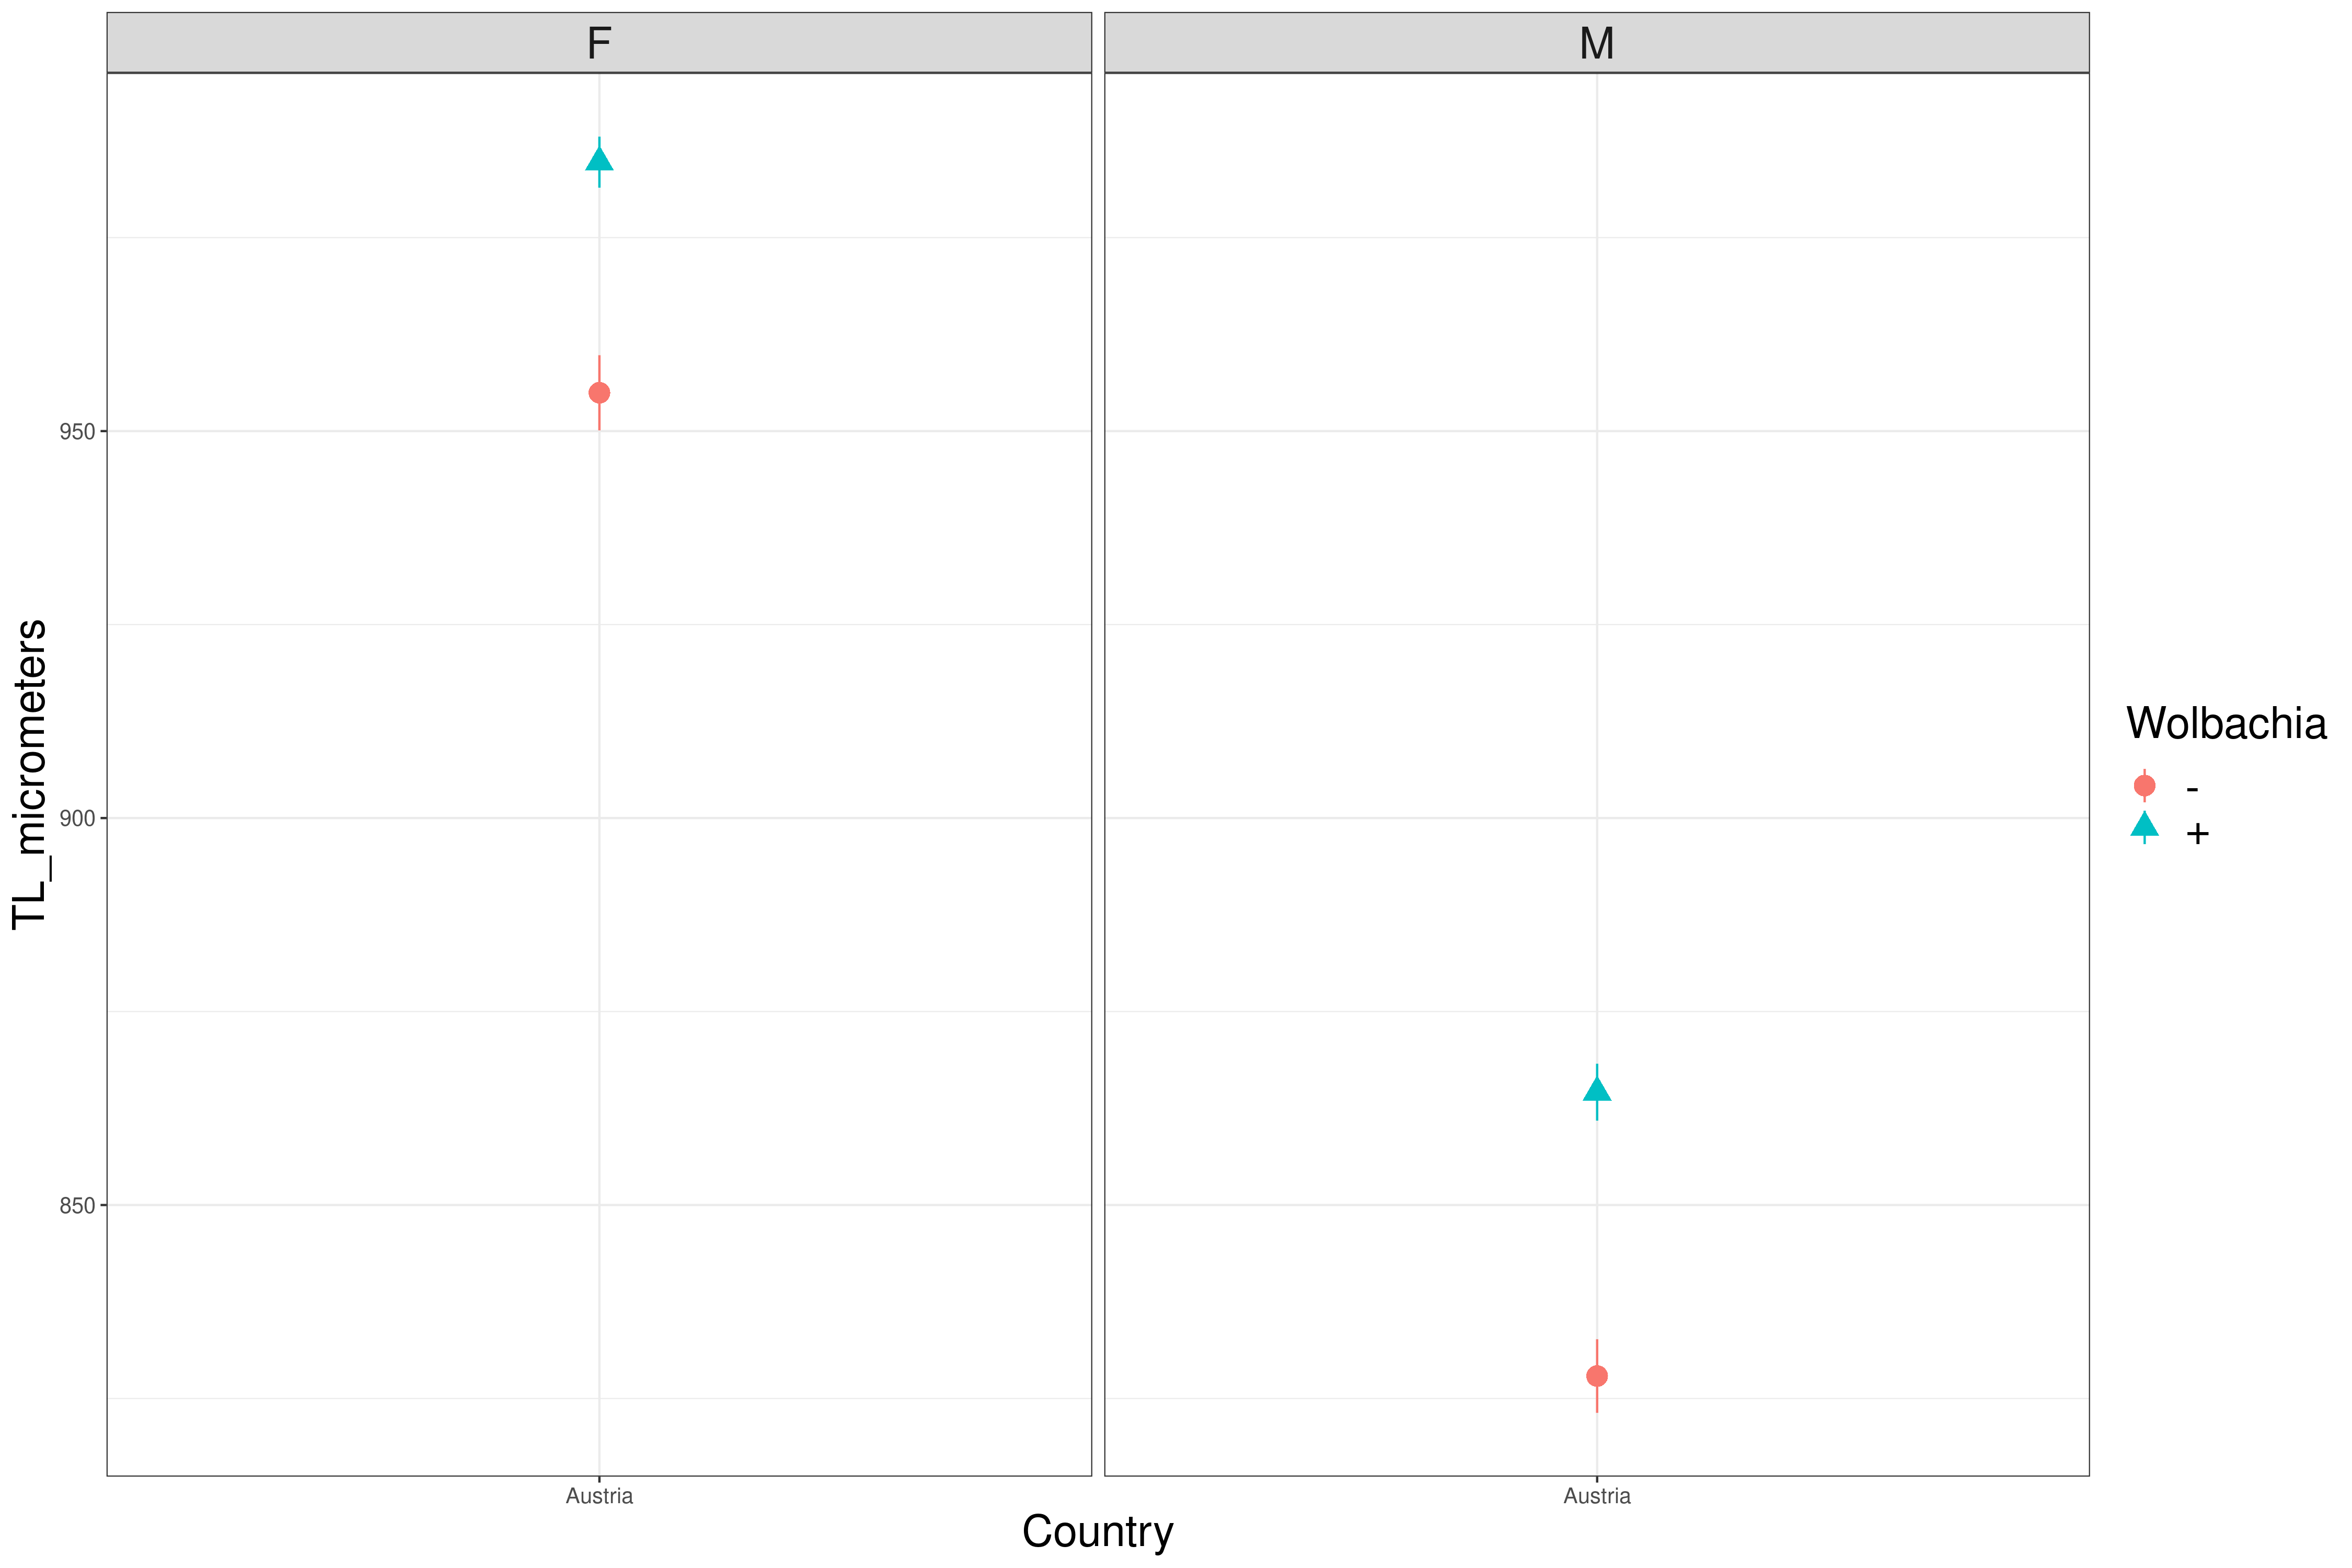 F
M
TL_micrometers
950
900
850
Austria
Austria
Country
Wolbachia
-
+